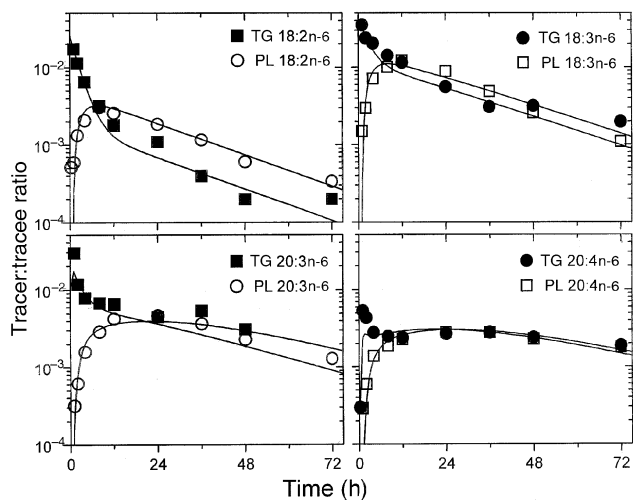 TG 18:2n-6
PL 18:2n-6
TG 18:3n-6
PL 18:3n-6
10⁻²
10⁻³
10⁻⁴
TG 20:3n-6
PL 20:3n-6
TG 20:4n-6
PL 20:4n-6
10⁻²
10⁻³
10⁻⁴
0 24 48 72 0 24 48 72
Tracer:tracee ratio
Time (h)